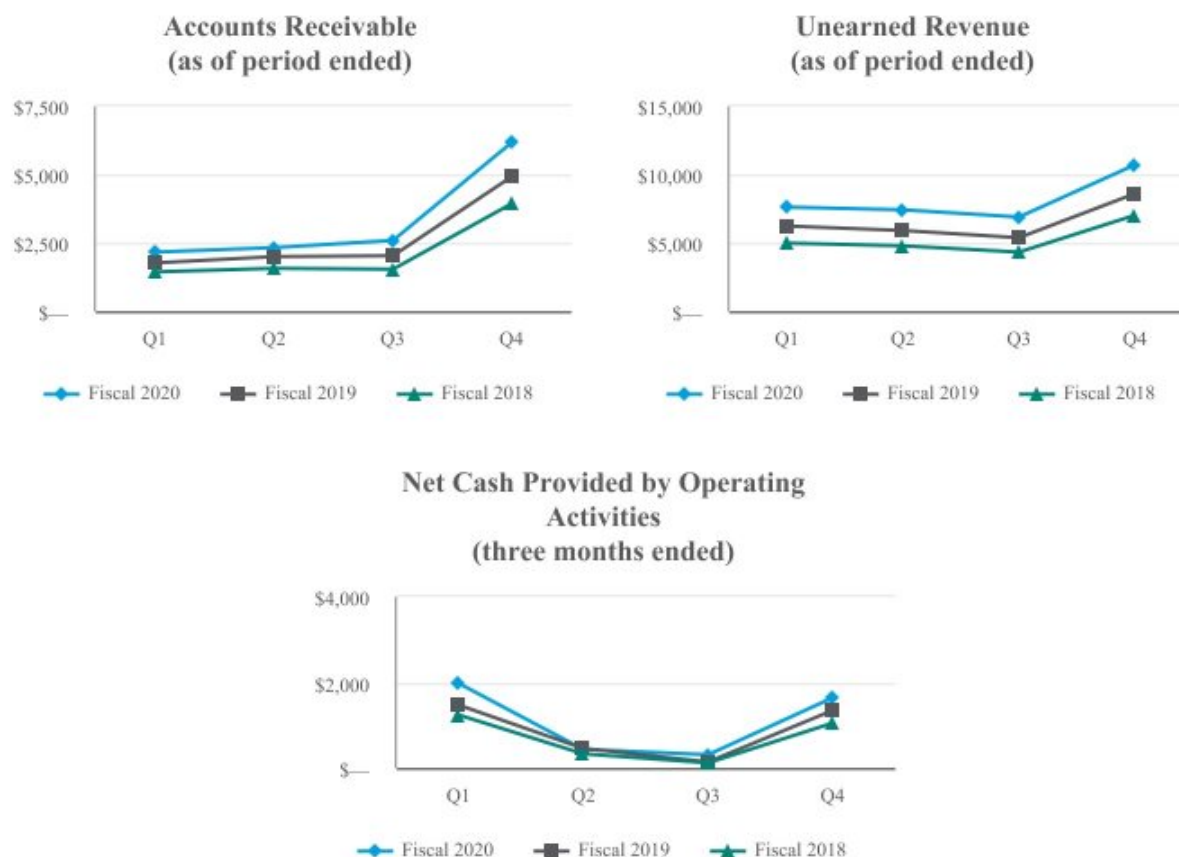 Accounts Receivable
(as of period ended)
$7,500
$5,000
$2,500
$—
Q1 Q2 Q3 Q4
Fiscal 2020 Fiscal 2019 Fiscal 2018
Unearned Revenue
(as of period ended)
$15,000
$10,000
$5,000
$—
Q1 Q2 Q3 Q4
Fiscal 2020 Fiscal 2019 Fiscal 2018
Net Cash Provided by Operating
Activities
(three months ended)
$4,000
$2,000
$—
Q1 Q2 Q3 Q4
Fiscal 2020 Fiscal 2019 Fiscal 2018